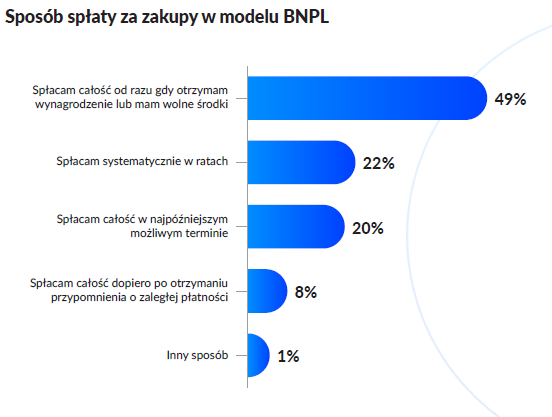 Sposób spłaty za zakupy w modelu BNPL
Spłacam całość od razu gdy otrzymam
wynagrodzenie lub mam wolne środki
49%
Spłacam systematycznie w ratach
22%
Spłacam całość w najpóźniejszym
możliwym terminie
20%
Spłacam całość dopiero po otrzymaniu
przypomnienia o zaległej płatności
8%
Inny sposób
1%